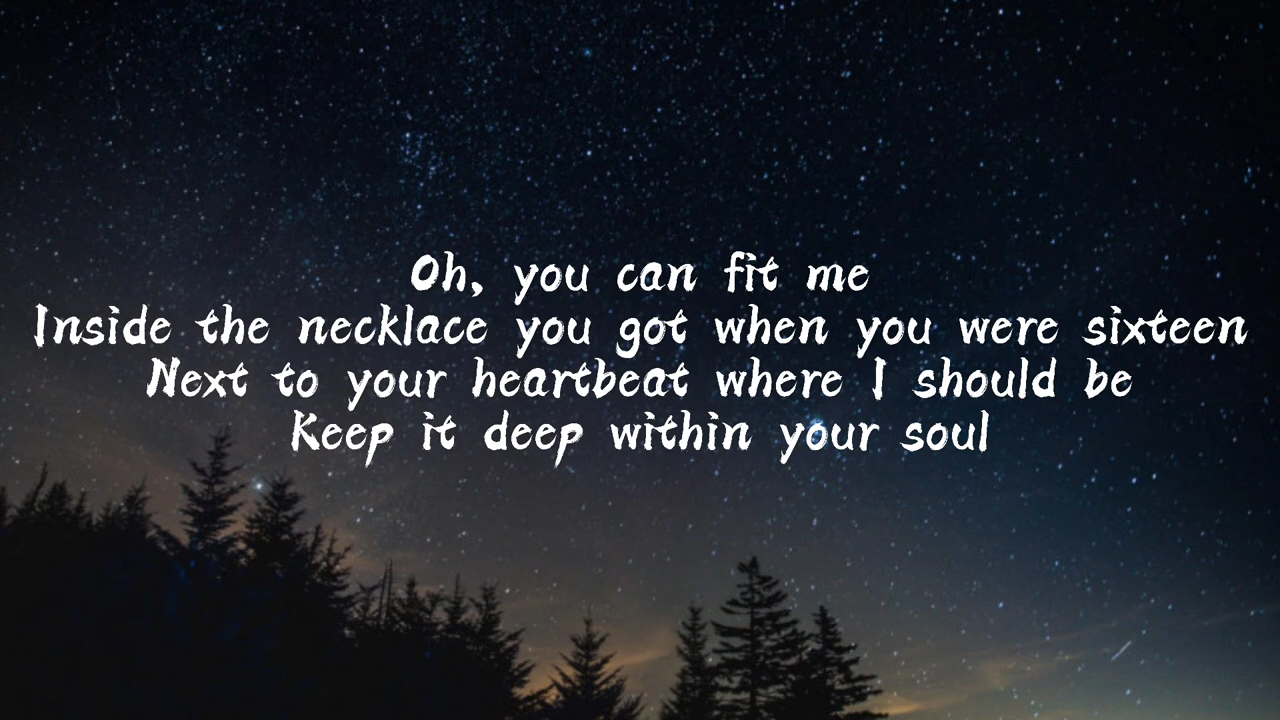 Oh, you can fit me
Inside the necklace you got when you were sixteen
Next to your heartbeat where I should be
Keep it deep within your soul